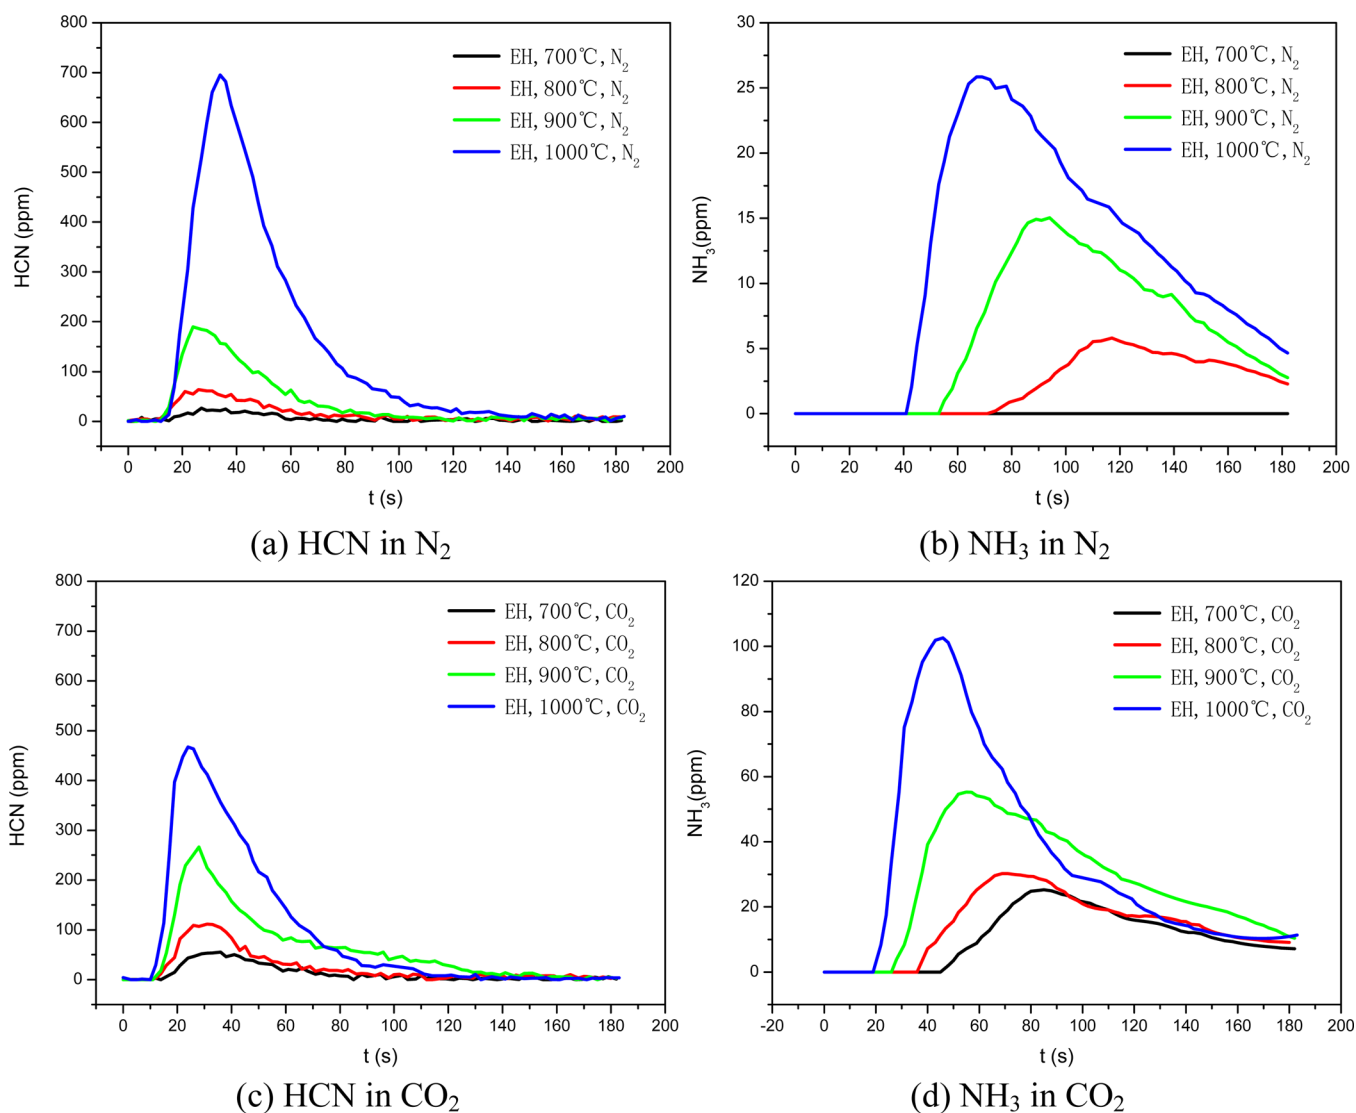 800
700
600
500
400
300
200
100
0
HCN (ppm)
EH, 700℃, N2
EH, 800℃, N2
EH, 900℃, N2
EH, 1000℃, N2
0 20 40 60 80 100 120 140 160 180 200
t (s)
(a) HCN in N2
30
25
20
15
10
5
0
NH3(ppm)
EH, 700℃, N2
EH, 800℃, N2
EH, 900℃, N2
EH, 1000℃, N2
0 20 40 60 80 100 120 140 160 180 200
t (s)
(b) NH3 in N2
800
700
600
500
400
300
200
100
0
HCN (ppm)
EH, 700℃, CO2
EH, 800℃, CO2
EH, 900℃, CO2
EH, 1000℃, CO2
0 20 40 60 80 100 120 140 160 180 200
t (s)
(c) HCN in CO2
120
100
80
60
40
20
0
NH3(ppm)
EH, 700℃, CO2
EH, 800℃, CO2
EH, 900℃, CO2
EH, 1000℃, CO2
-20 0 20 40 60 80 100 120 140 160 180 200
t (s)
(d) NH3 in CO2